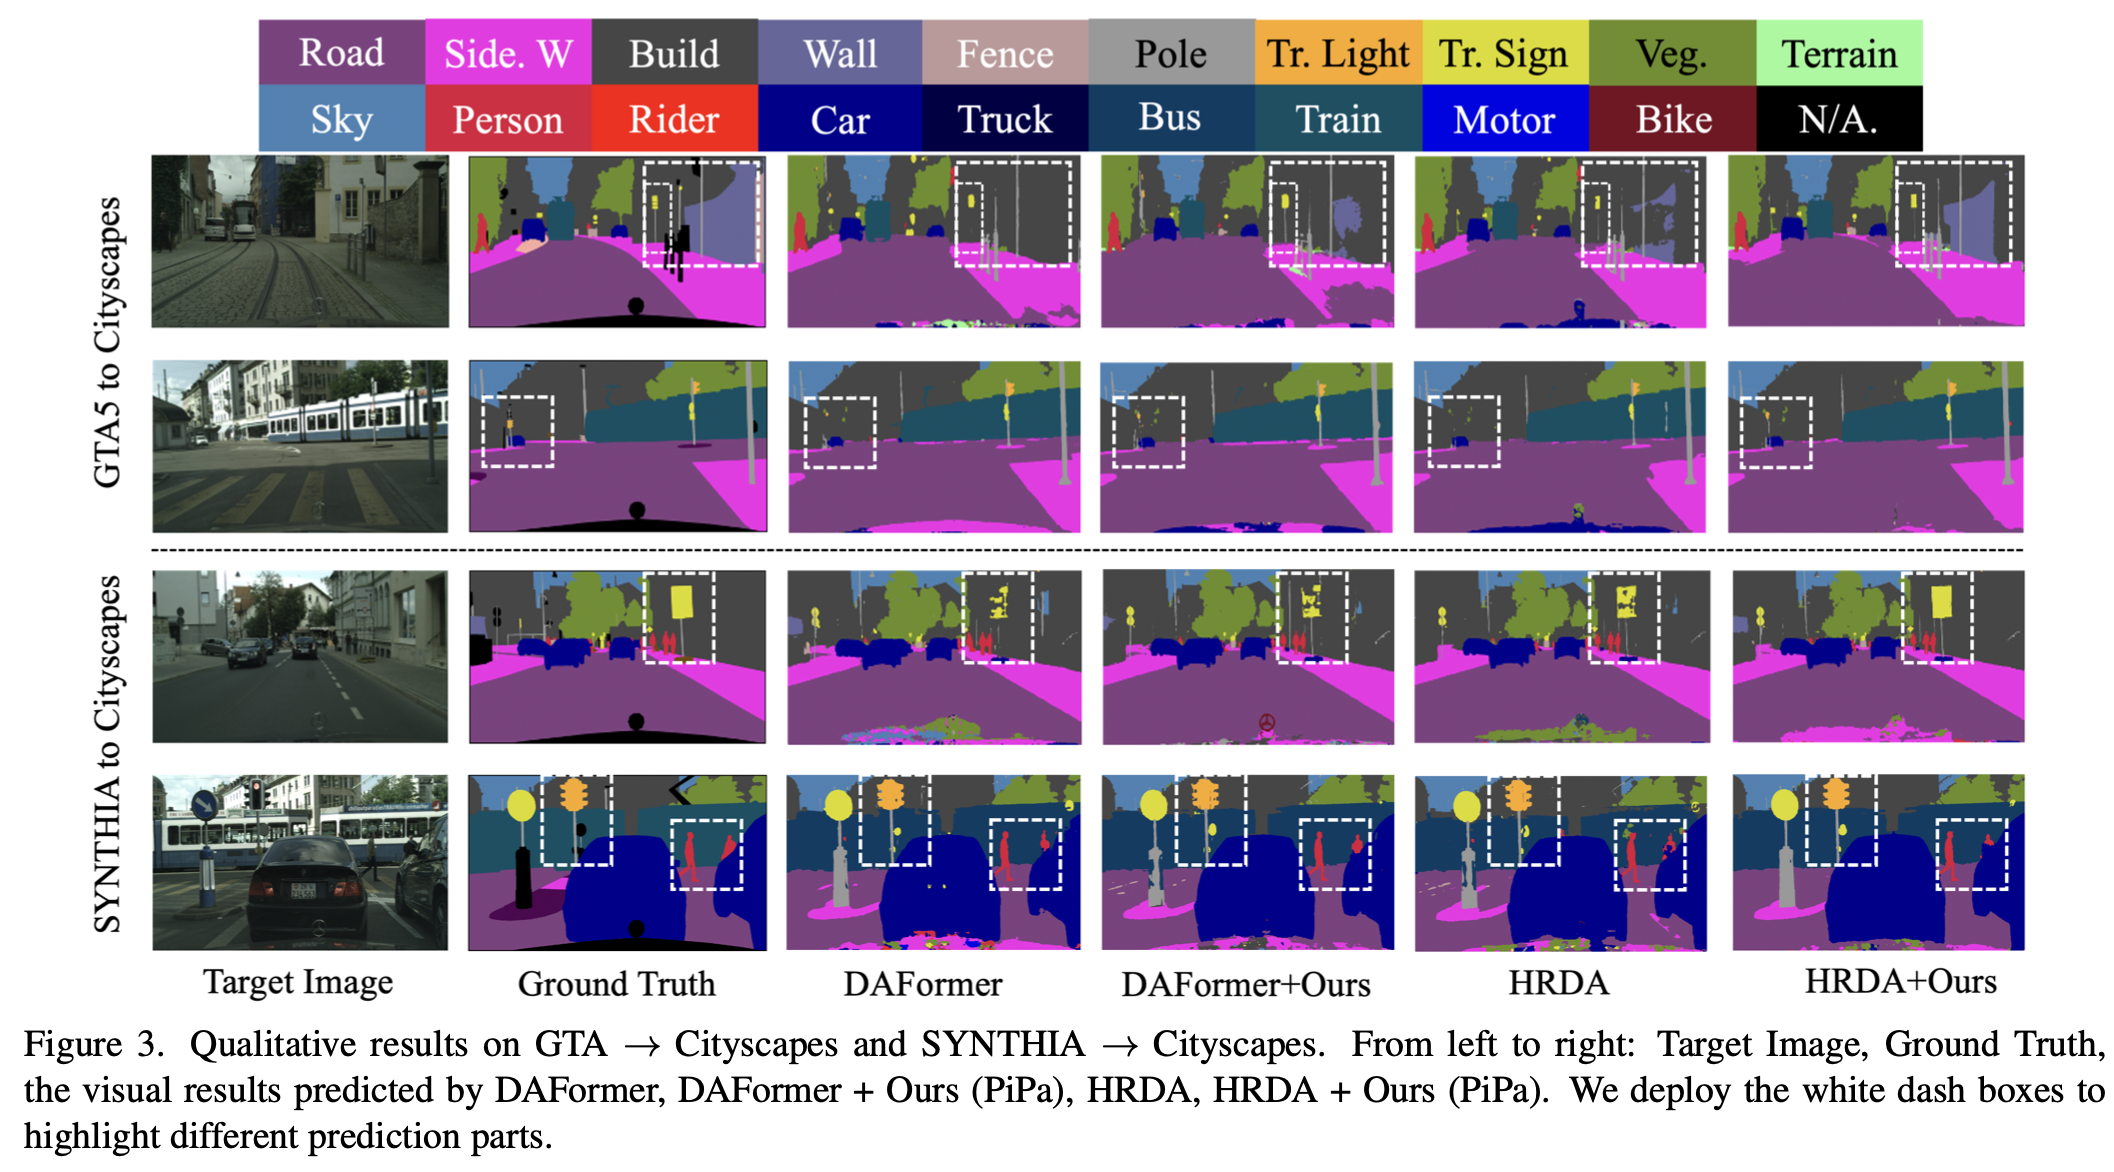 Road Side. W Build Wall Fence Pole Tr. Light Tr. Sign Veg. Terrain
Sky Person Rider Car Truck Bus Train Motor Bike N/A.
GTA5 to Cityscapes
SYNTHIA to Cityscapes
Target Image Ground Truth DAFormer DAFormer+Ours HRDA HRDA+Ours
Figure 3. Qualitative results on GTA → Cityscapes and SYNTHIA → Cityscapes. From left to right: Target Image, Ground Truth,
the visual results predicted by DAFormer, DAFormer + Ours (PiPa), HRDA, HRDA + Ours (PiPa). We deploy the white dash boxes to
highlight different prediction parts.